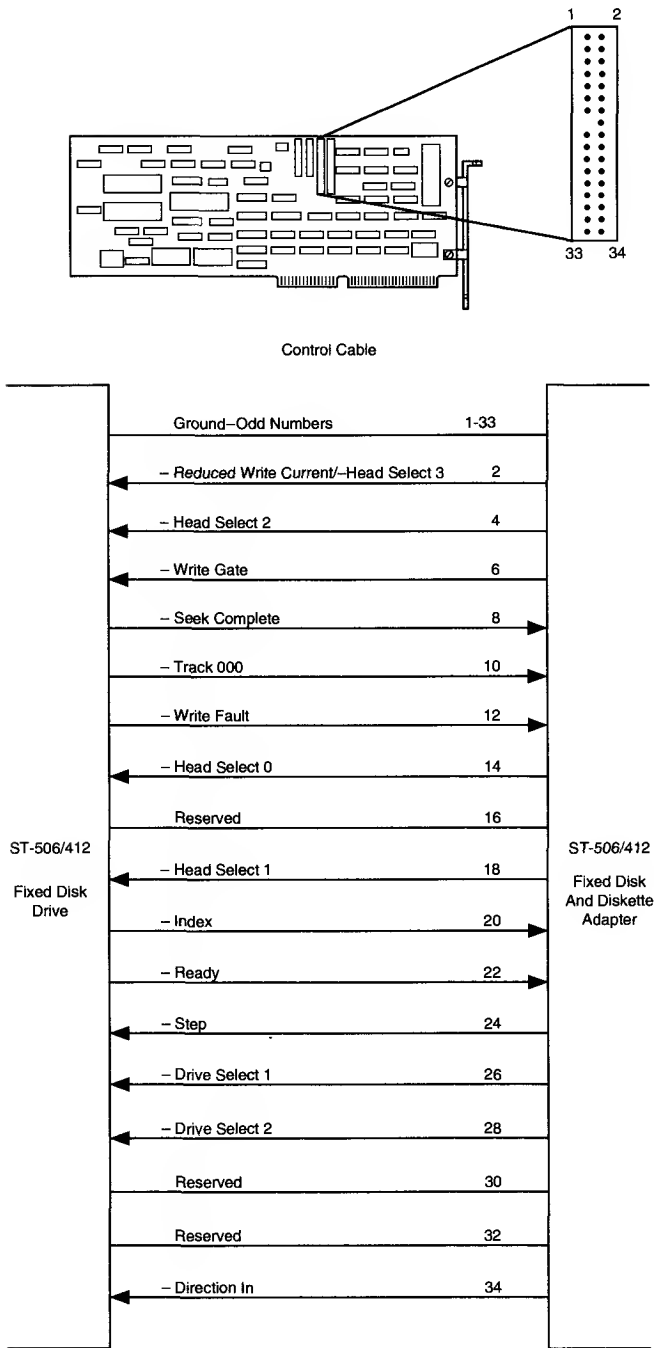 1 2
33 34
Control Cable
Ground–Odd Numbers 1-33
– Reduced Write Current/–Head Select 3 2
– Head Select 2 4
– Write Gate 6
– Seek Complete 8
– Track 000 10
– Write Fault 12
– Head Select 0 14
Reserved 16
ST-506/412
Fixed Disk
Drive
ST-506/412
Fixed Disk
And Diskette
Adapter
– Head Select 1 18
– Index 20
– Ready 22
– Step 24
– Drive Select 1 26
– Drive Select 2 28
Reserved 30
Reserved 32
– Direction In 34